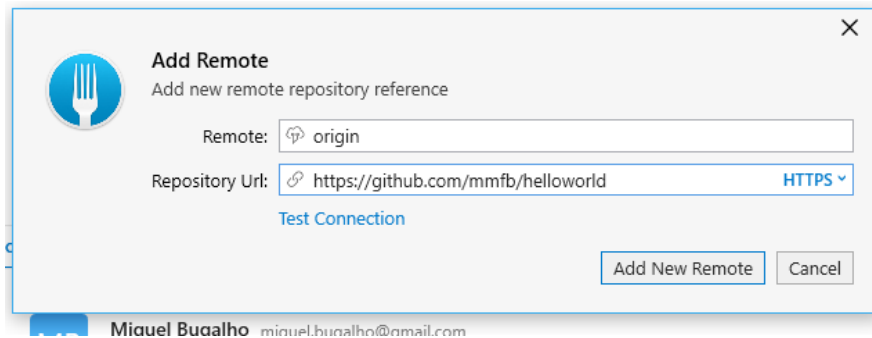 Add Remote
Add new remote repository reference
Remote: origin
Repository Url: https://github.com/mmfb/helloworld HTTPS
Test Connection
Add New Remote Cancel
Miguel Bugalho miguel.bugalho@gmail.com